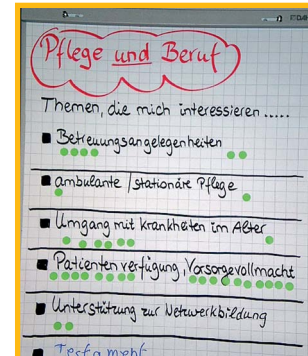 Pflege und Beruf
Themen, die mich interessieren .....
Betreuungsangelegenheiten
ambulante / stationäre Pflege
Umgang mit Krankheiten im Alter
Patientenverfügung, Vorsorgevollmacht
Unterstützung zur Netzwerkbildung
Testament